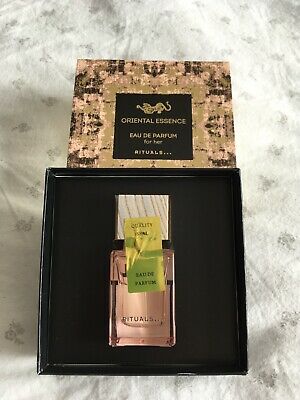 ORIENTAL ESSENCE
EAU DE PARFUM
for her
RITUALS...
QUALITY
EAU DE
PARFUM
RITUALS...